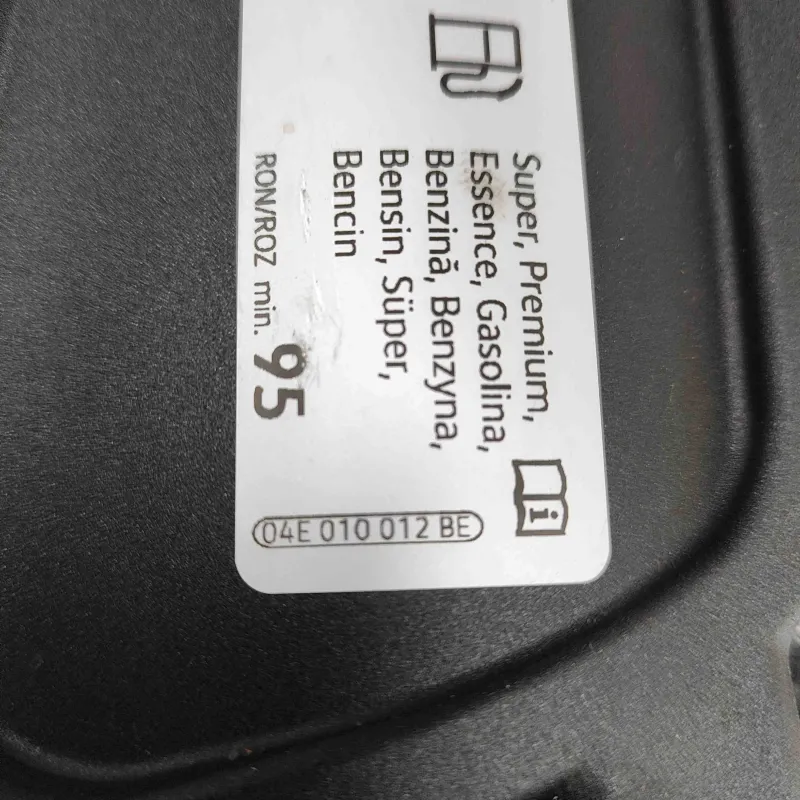 Super, Premium,
Essence, Gasolina,
Benzină, Benzyna,
Bensin, Süper,
Bencin
RON/ROZ min. 95
04E 010 012 BE
i